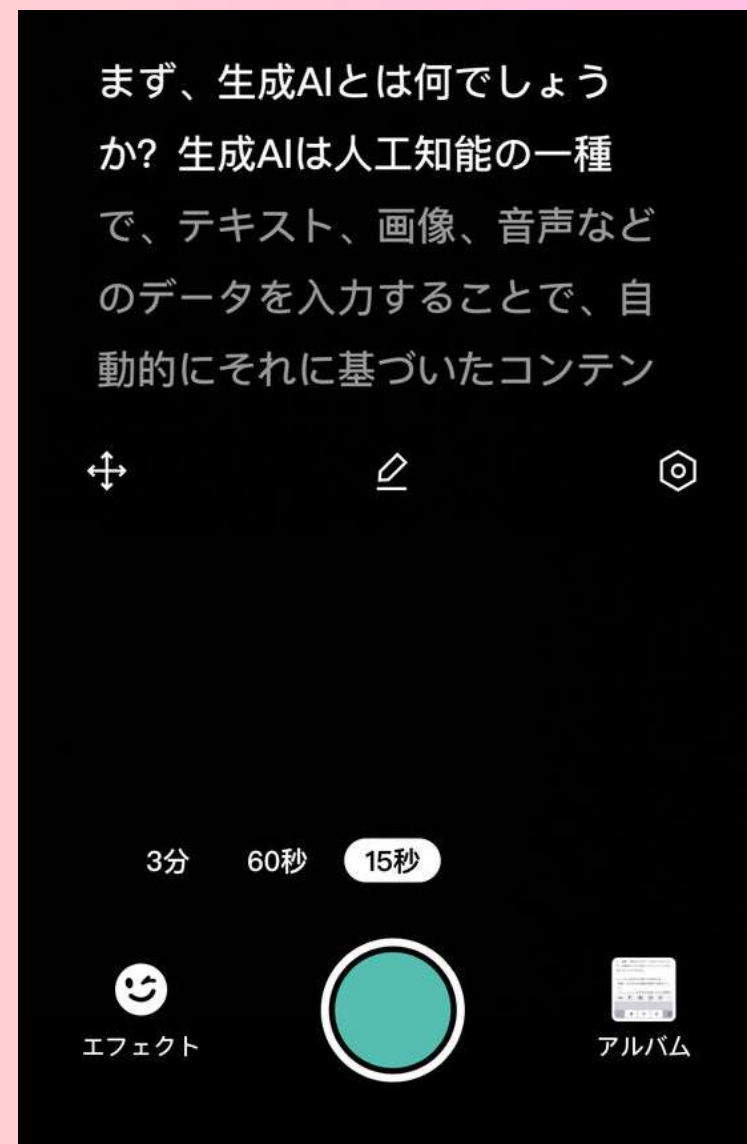 まず、生成AIとは何でしょう
か? 生成AIは人工知能の一種
で、テキスト、画像、音声など
のデータを入力することで、自
動的にそれに基づいたコンテン
3分 60秒 15秒
エフェクト アルバム